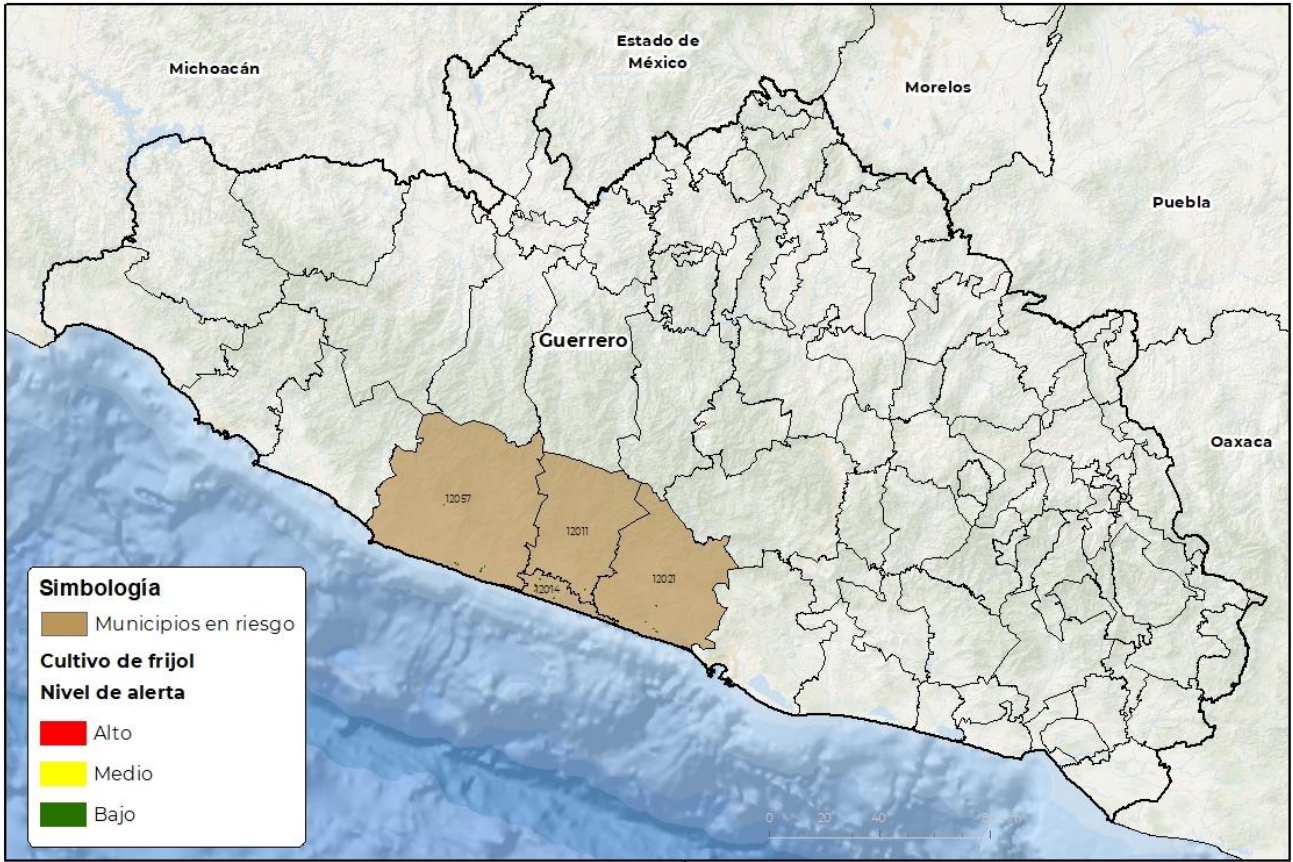 Michoacán
Estado de
México
Morelos
Puebla
Guerrero
Oaxaca
12057
12011
12021
12014
Simbología
Municipios en riesgo
Cultivo de frijol
Nivel de alerta
Alto
Medio
Bajo
0 20 40 80